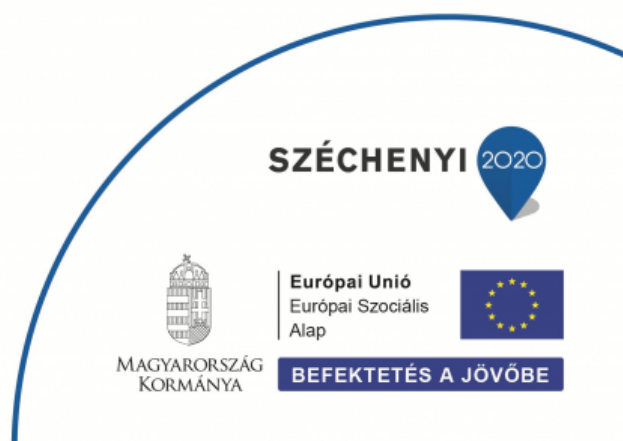 SZÉCHENYI 2020
Európai Unió
Európai Szociális
Alap
MAGYARORSZÁG
KORMÁNYA
BEFEKTETÉS A JÖVŐBE